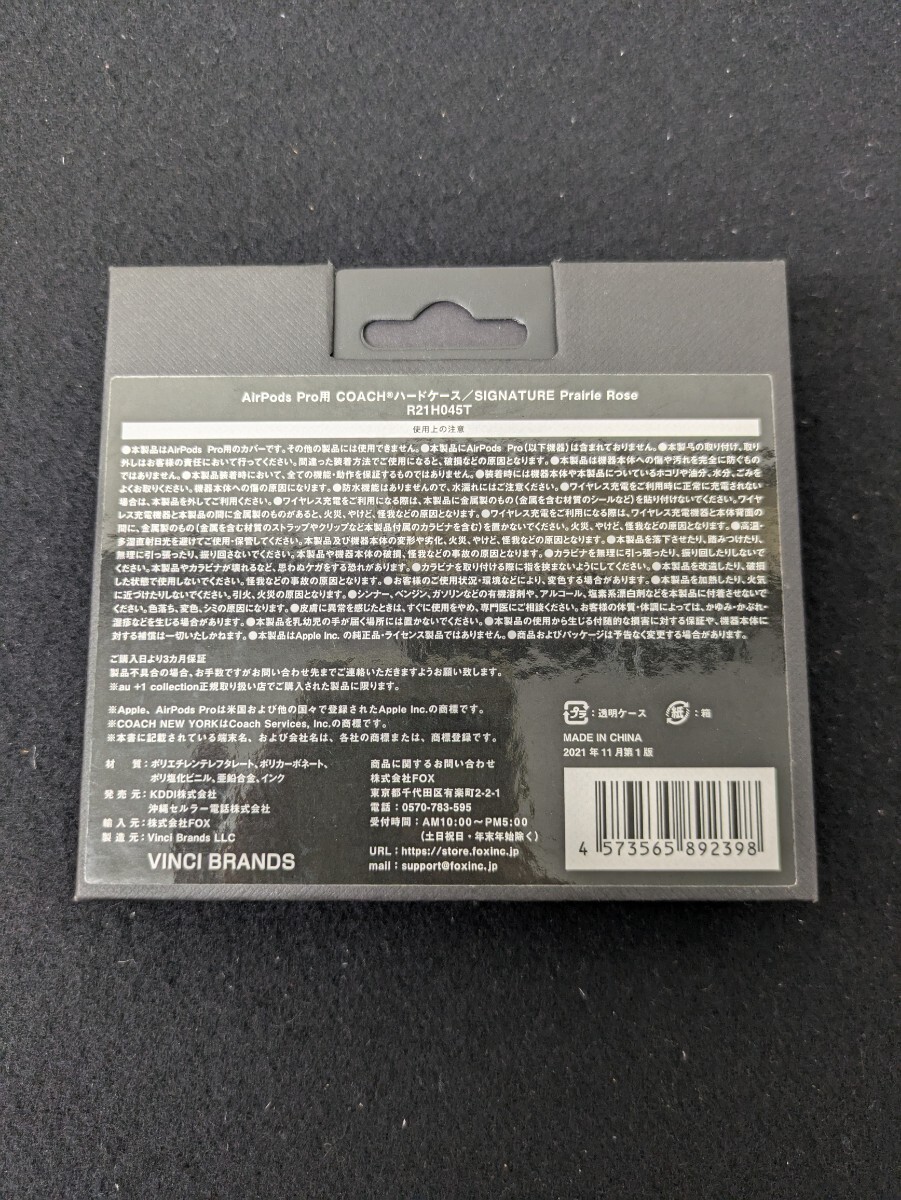 AirPods Pro用 COACH®ハードケース／SIGNATURE Prairie Rose
R21H045T
使用上の注意
●本製品はAirPods Pro用のカバーです。その他の製品には使用できません。●本製品にAirPods Pro（以下機器）は含まれておりません。●本製品の取り付け、取り
外しはお客様の責任において行ってください。間違った装着方法でご使用になると、破損などの原因となります。●本製品は機器本体への傷や汚れを完全に防ぐもの
ではありません。●本製品装着時において、全ての機能・動作を保証するものではありません。●装着時には機器本体や本製品についているホコリや油分、水分、ごみを
よくお取りください。機器本体への傷の原因になります。●防水機能はありませんので、水濡れにはご注意ください。●ワイヤレス充電をご利用時に正常に充電されない
場合は、本製品を外してご利用ください。●ワイヤレス充電をご利用になる際は、本製品に金属製のもの（金属を含む材質のシールなど）を貼り付けないでください。ワイヤ
レス充電機器と本製品の間に金属製のものがあると、火災、やけど、怪我などの原因となります。●ワイヤレス充電をご利用になる際は、ワイヤレス充電機器と本体背面の
間に、金属製のもの（金属を含む材質のストラップやクリップなど本製品付属のカラビナを含む）を置かないでください。火災、やけど、怪我などの原因となります。●高温・
多湿直射日光を避けてご使用・保管してください。本製品及び機器本体の変形や劣化、火災、やけど、怪我などの原因となります。●本製品を落下させたり、踏みつけたり、
無理に引っ張ったり、振り回さないでください。本製品や機器本体の破損、怪我などの事故の原因となります。●カラビナを無理に引っ張ったり、振り回したりしないで
ください。本製品やカラビナが壊れるなど、思わぬケガをする恐れがあります。●カラビナを取り付ける際に指を挟まないようにしてください。●本製品を改造したり、破損
した状態で使用しないでください。怪我などの事故の原因となります。●お客様のご使用状況・環境などにより、変色する場合があります。●本製品を加熱したり、火気
に近づけたりしないでください。引火、火災の原因となります。●シンナー、ベンジン、ガソリンなどの有機溶剤や、アルコール、塩素系漂白剤などを本製品に付着させないで
ください。色落ち、変色、シミの原因になります。●皮膚に異常を感じたときは、すぐに使用をやめ、専門医にご相談ください。お客様の体質・体調によっては、かゆみ・かぶれ・
湿疹などを生じる場合があります。●本製品を乳幼児の手が届く場所には置かないでください。●本製品の使用から生じる付随的な損害に対する保証や、機器本体に
対する補償は一切いたしかねます。●本製品はApple Inc. の純正品・ライセンス製品ではありません。●商品およびパッケージは予告なく変更する場合があります。
ご購入日より3カ月保証
製品不具合の場合、お手数ですがお問い合わせ先までご連絡いただきますようお願い致します。
※au +1 collection正規取り扱い店でご購入された製品に限ります。
※Apple、AirPods Proは米国および他の国々で登録されたApple Inc.の商標です。
※COACH NEW YORKはCoach Services, Inc.の商標です。
※本書に記載されている端末名、および会社名は、各社の商標または、商標登録です。
プラ：透明ケース 紙：箱
MADE IN CHINA
2021年11月第1版
材　質：ポリエチレンテレフタレート、ポリカーボネート、
ポリ塩化ビニル、亜鉛合金、インク
発売元：KDDI株式会社
沖縄セルラー電話株式会社
輸入元：株式会社FOX
製造元：Vinci Brands LLC
VINCI BRANDS
商品に関するお問い合わせ
株式会社FOX
東京都千代田区有楽町2-2-1
電話：0570-783-595
受付時間：AM10:00～PM5:00
（土日祝日・年末年始除く）
URL：https://store.foxinc.jp
mail：support@foxinc.jp
4 573565 892398